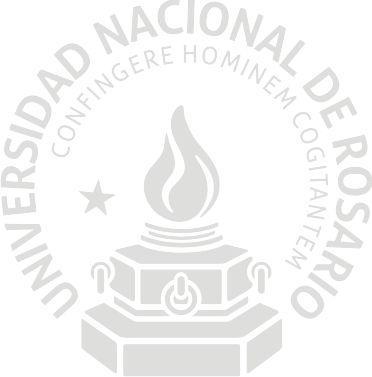 UNIVERSIDAD NACIONAL DE ROSARIO
CONFINGERE HOMINEM COGITANTEM